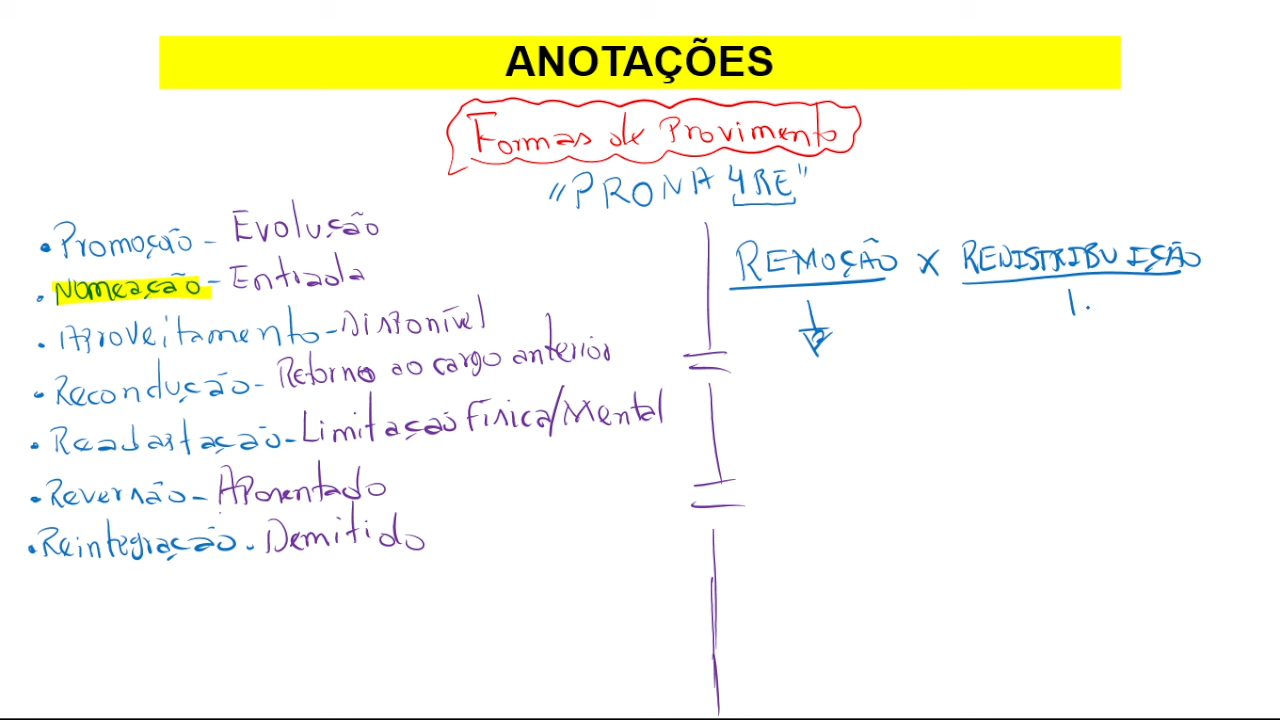 ANOTAÇÕES
Formas de Provimento
"PRONA 4RE"
• Promoção - Evolução
• Nomeação - Entrada
• Aproveitamento - Disponível
• Recondução - Retorno ao cargo anterior
• Readaptação - Limitação Física/Mental
• Reversão - Aposentado
• Reintegração - Demitido
REMOÇÃO X REDISTRIBUIÇÃO